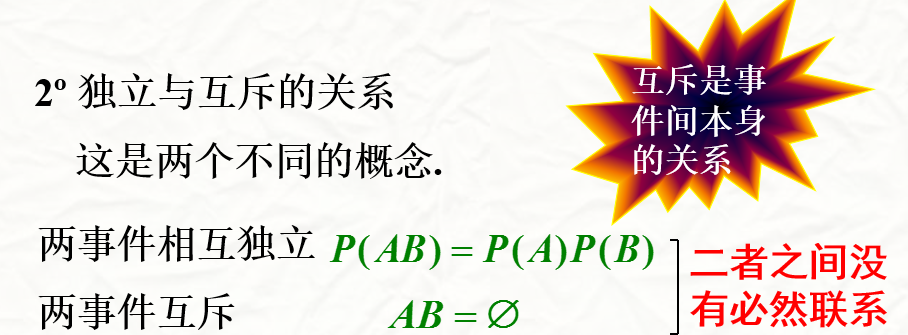 2º 独立与互斥的关系
这是两个不同的概念.
互斥是事
件间本身
的关系
两事件相互独立 P(AB) = P(A)P(B)
两事件互斥 AB = ∅
二者之间没
有必然联系